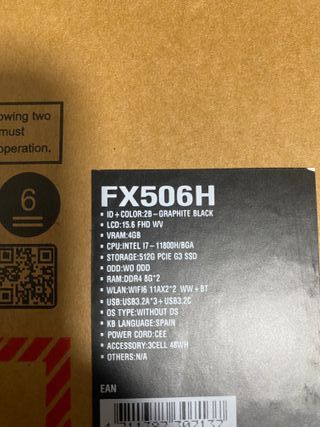 owing two
must
operation.
6
FX506H
• ID+COLOR:2B-GRAPHITE BLACK
• LCD:15.6 FHD WV
• VRAM:4GB
• CPU:INTEL I7-11800H/BGA
• STORAGE:512G PCIE G3 SSD
• ODD:WO ODD
• RAM:DDR4 8G*2
• WLAN:WIFI6 11AX2*2 WW+BT
• USB:USB3.2A*3+USB3.2C
• OS TYPE:WITHOUT OS
• KB LANGUAGE:SPAIN
• POWER CORD:CEE
• ACCESSORY:3CELL 48WH
• OTHERS:N/A
EAN